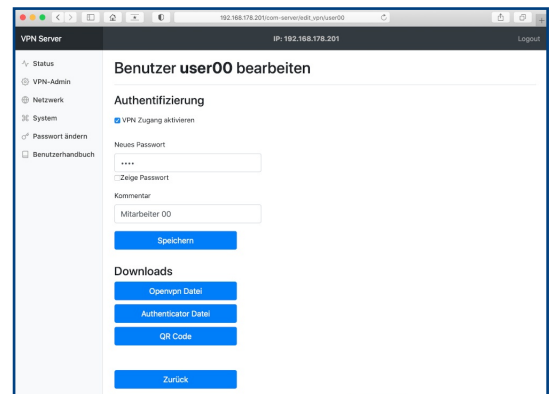 192.168.178.201/com-server/edit_vpn/user00
VPN Server
IP: 192.168.178.201
Logout
Status
VPN-Admin
Netzwerk
System
Passwort ändern
Benutzerhandbuch
Benutzer user00 bearbeiten
Authentifizierung
VPN Zugang aktivieren
Neues Passwort
••••
Zeige Passwort
Kommentar
Mitarbeiter 00
Speichern
Downloads
Openvpn Datei
Authenticator Datei
QR Code
Zurück